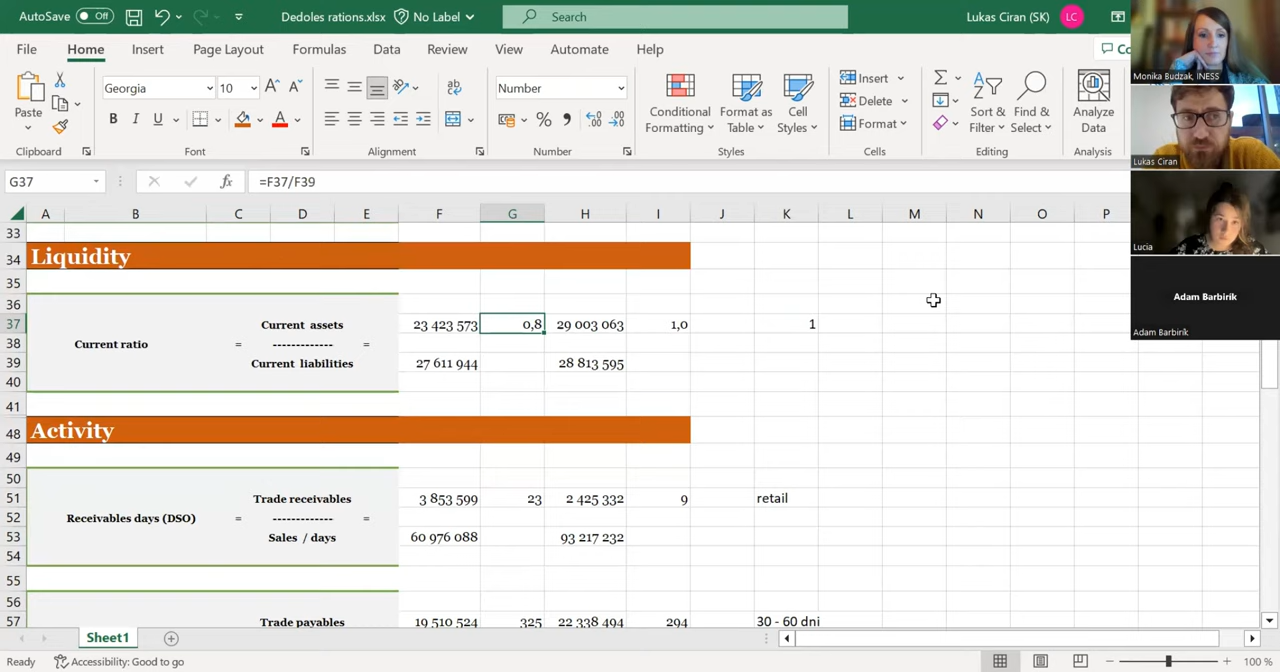 AutoSave Off Dedoles rations.xlsx No Label Search Lukas Ciran (SK) LC
File Home Insert Page Layout Formulas Data Review View Automate Help
Paste Georgia 10 B I U Number Conditional Formatting Format as Table Cell Styles Insert Delete Format Sort & Filter Find & Select Analyze Data
Clipboard Font Alignment Number Styles Cells Editing Analysis
G37 fx =F37/F39
A B C D E F G H I J K L M N O P
33
34 Liquidity
35
36
37 Current assets 23 423 573 0,8 29 003 063 1,0 1
38 Current ratio = ------------- =
39 Current liabilities 27 611 944 28 813 595
40
41
48 Activity
49
50
51 Trade receivables 3 853 599 23 2 425 332 9 retail
52 Receivables days (DSO) = ------------- =
53 Sales / days 60 976 088 93 217 232
54
55
56
57 Trade payables 19 510 524 325 22 338 494 294 30 - 60 dni
Sheet1
Ready Accessibility: Good to go 100 %
Monika Budzak, INESS
Lukas Ciran
Lucia
Adam Barbirík
Adam Barbirík